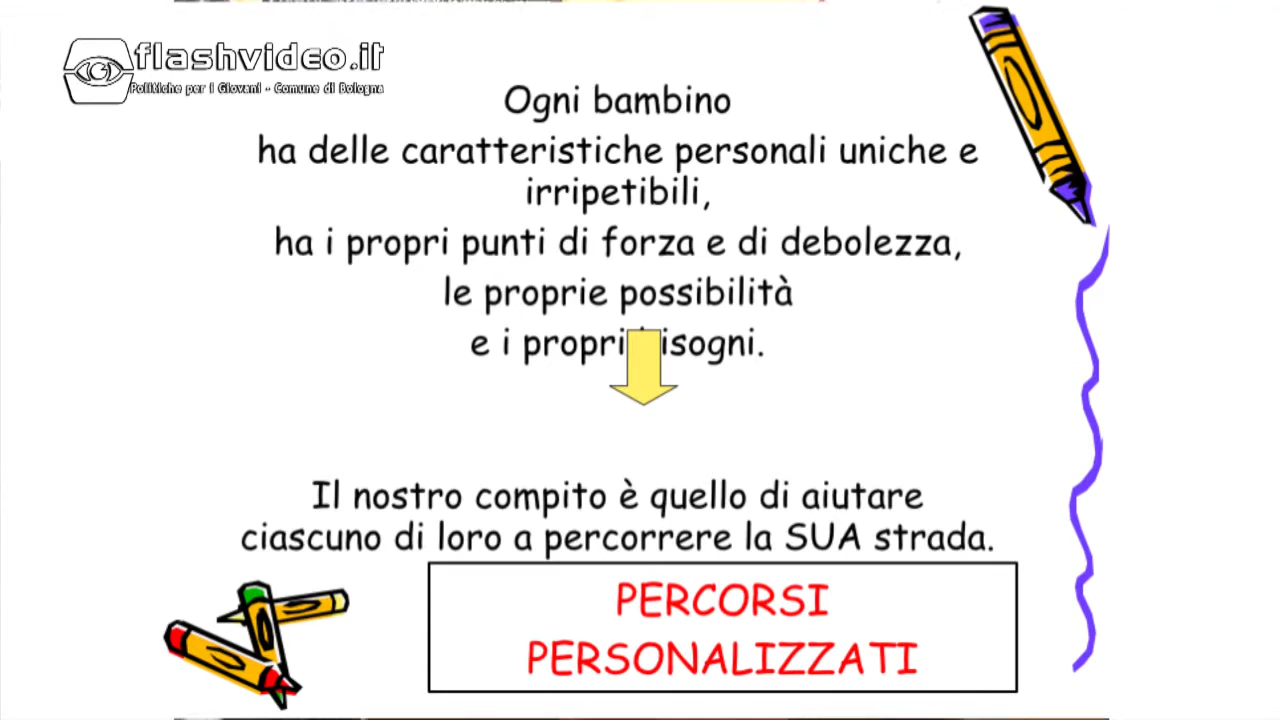 flashvideo.it
Politiche per i Giovani - Comune di Bologna
Ogni bambino
ha delle caratteristiche personali uniche e
irripetibili,
ha i propri punti di forza e di debolezza,
le proprie possibilità
e i propri bisogni.
Il nostro compito è quello di aiutare
ciascuno di loro a percorrere la SUA strada.
PERCORSI
PERSONALIZZATI